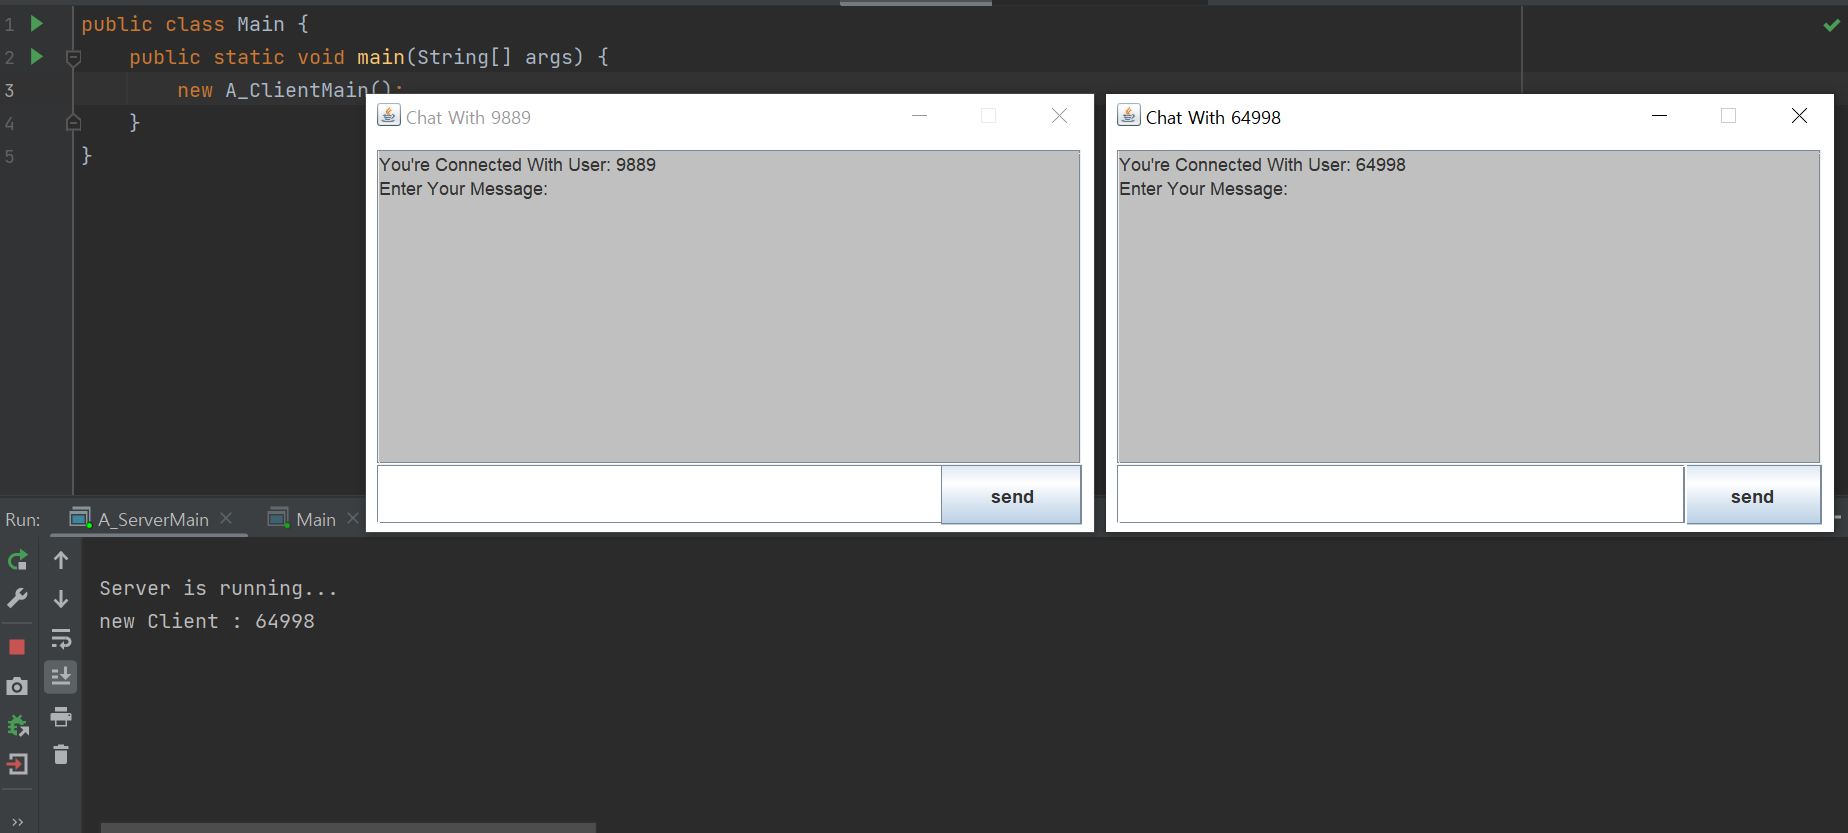 1 public class Main {
2 public static void main(String[] args) {
3 new A_ClientMain();
4 }
5 }
Chat With 9889
You're Connected With User: 9889
Enter Your Message:
send
Chat With 64998
You're Connected With User: 64998
Enter Your Message:
send
Run: A_ServerMain Main
Server is running...
new Client : 64998